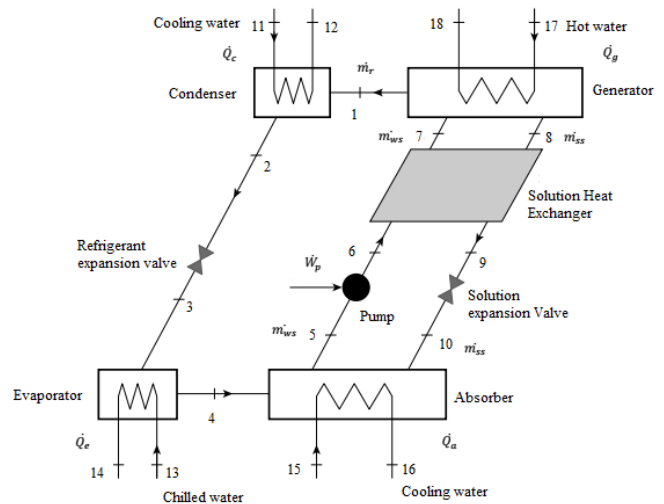 Cooling water 11 12 18 17 Hot water
Q̇c ṁr Q̇g
Condenser Generator
1
ṁws 7 8 ṁss
2
Solution Heat
Exchanger
Refrigerant
expansion valve
6 9
Ẇp
3 Solution
expansion Valve
Pump
ṁws 5 10 ṁss
Evaporator Absorber
4
Q̇e Q̇a
14 13 15 16
Chilled water Cooling water